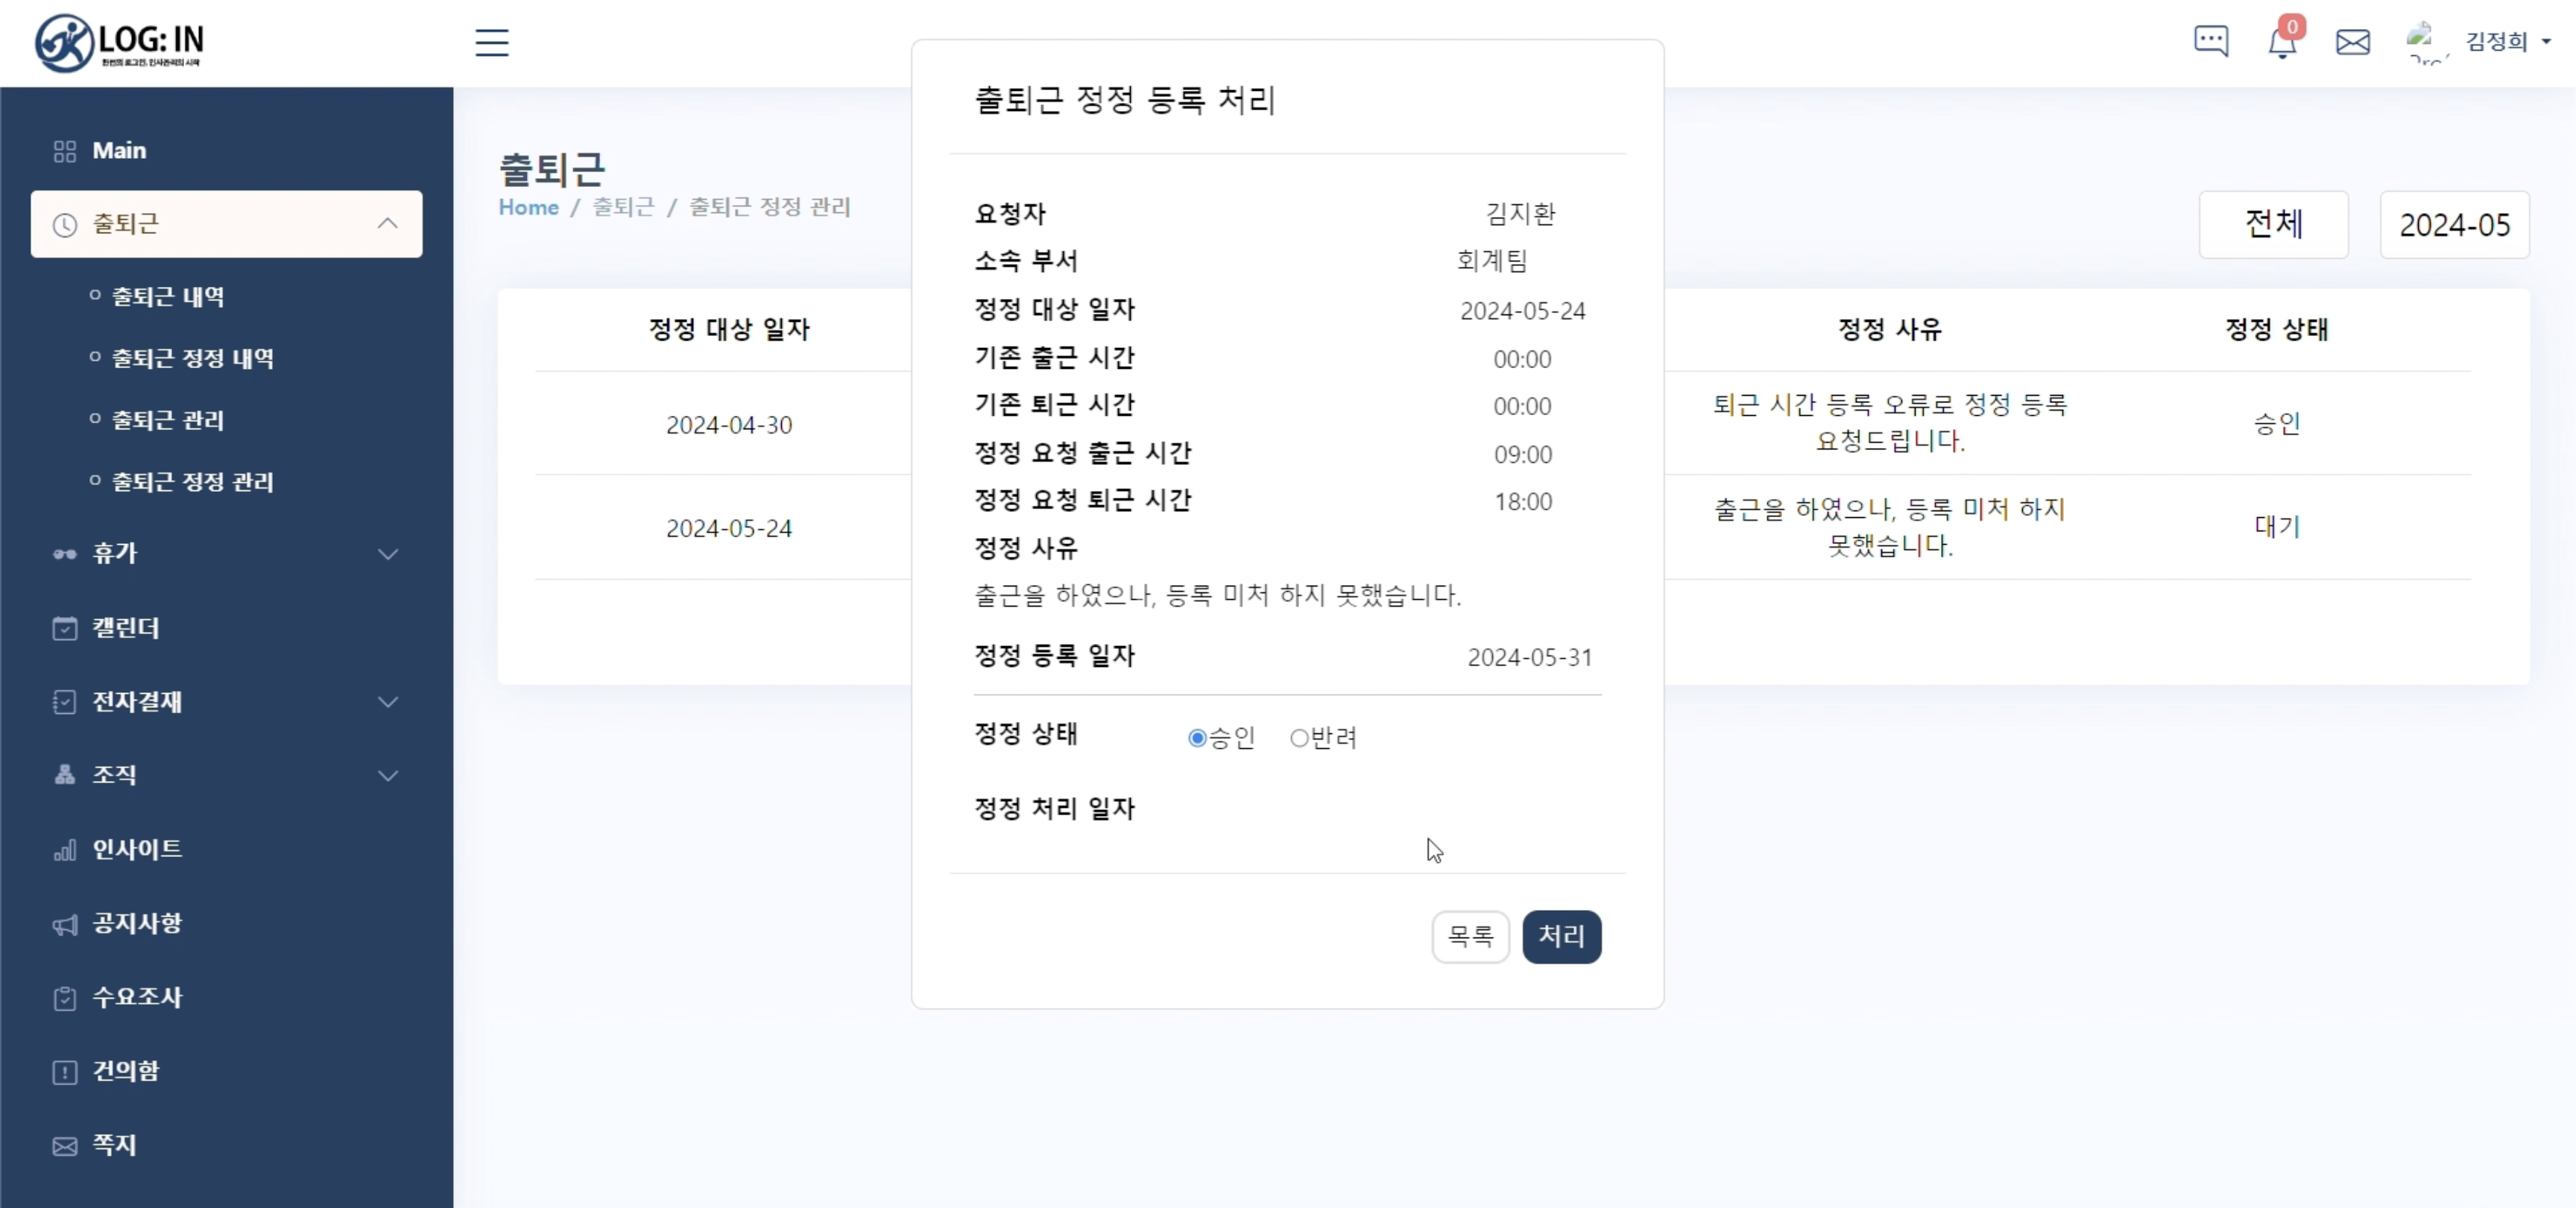 LOG: IN
한번의 로그인, 인사관리의 시작
0
김정희
Main
출퇴근
출퇴근 내역
출퇴근 정정 내역
출퇴근 관리
출퇴근 정정 관리
휴가
캘린더
전자결재
조직
인사이트
공지사항
수요조사
건의함
쪽지
출퇴근
Home / 출퇴근 / 출퇴근 정정 관리
전체
2024-05
정정 대상 일자
정정 사유
정정 상태
2024-04-30
퇴근 시간 등록 오류로 정정 등록
요청드립니다.
승인
2024-05-24
출근을 하였으나, 등록 미처 하지
못했습니다.
대기
출퇴근 정정 등록 처리
요청자 김지환
소속 부서 회계팀
정정 대상 일자 2024-05-24
기존 출근 시간 00:00
기존 퇴근 시간 00:00
정정 요청 출근 시간 09:00
정정 요청 퇴근 시간 18:00
정정 사유
출근을 하였으나, 등록 미처 하지 못했습니다.
정정 등록 일자 2024-05-31
정정 상태 승인 반려
정정 처리 일자
목록 처리